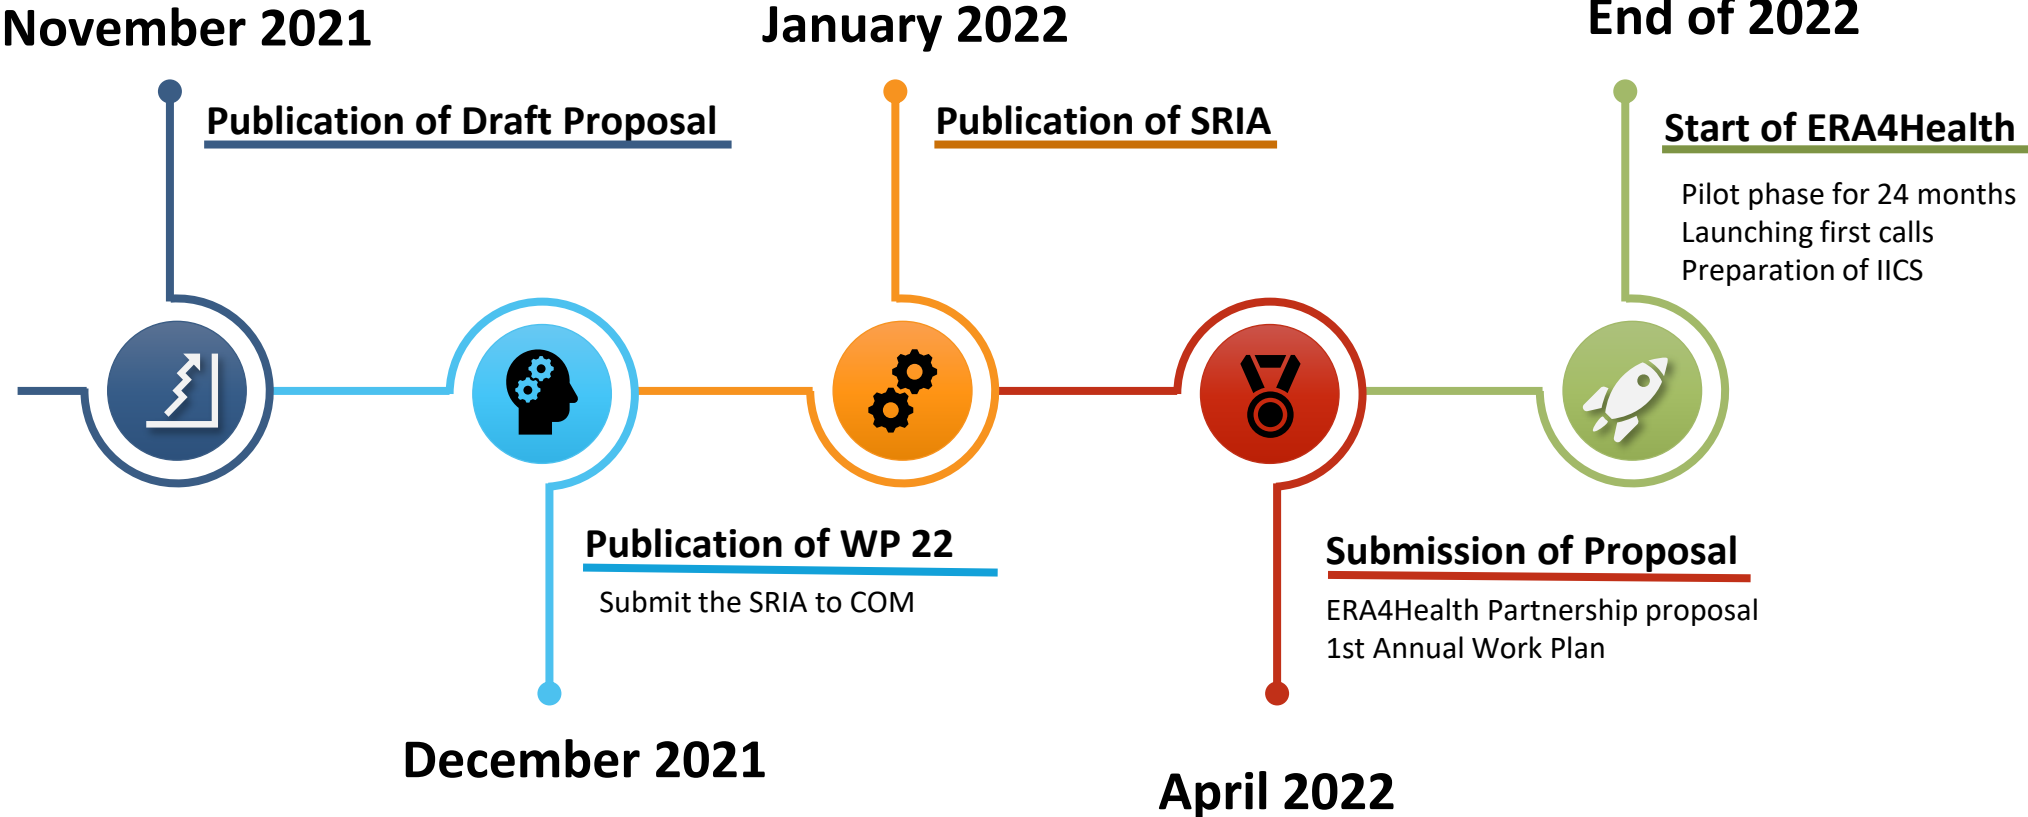 November 2021
Publication of Draft Proposal
January 2022
Publication of SRIA
End of 2022
Start of ERA4Health
Pilot phase for 24 months
Launching first calls
Preparation of IICS
Publication of WP 22
Submit the SRIA to COM
December 2021
Submission of Proposal
ERA4Health Partnership proposal
1st Annual Work Plan
April 2022